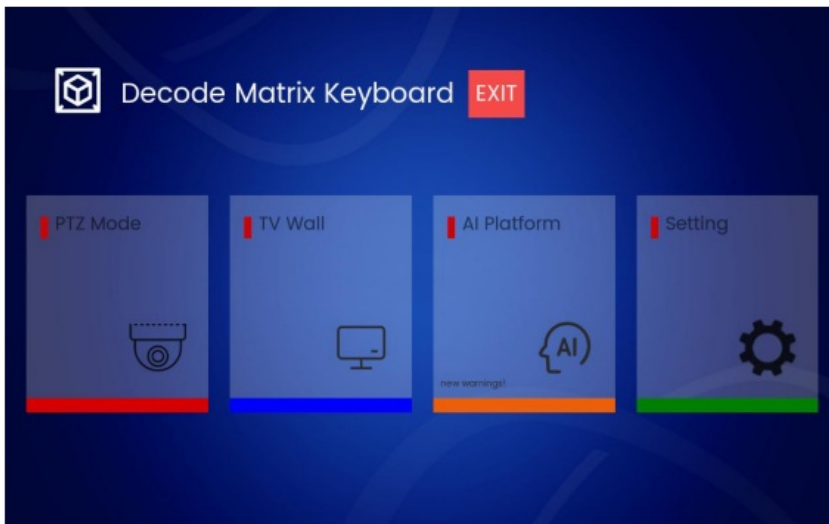 Decode Matrix Keyboard EXIT
PTZ Mode
TV Wall
AI Platform
AI
new warnings!
Setting